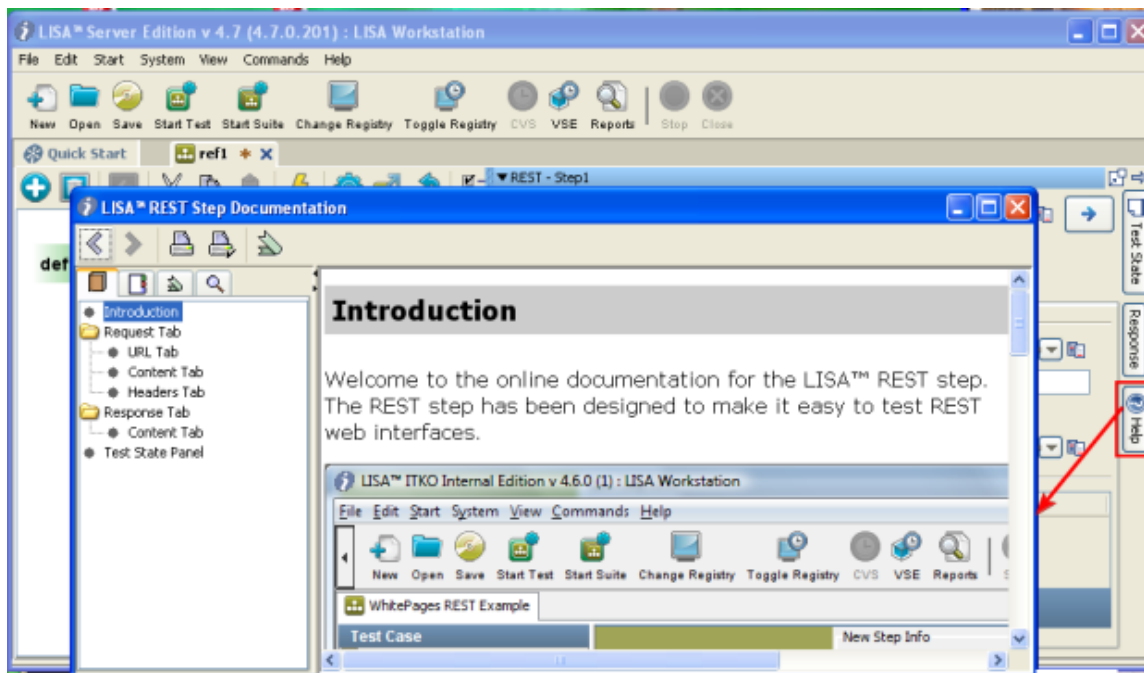 LISA™ Server Edition v 4.7 (4.7.0.201) : LISA Workstation
File Edit Start System View Commands Help
New Open Save Start Test Start Suite Change Registry Toggle Registry CVS VSE Reports Stop Close
Quick Start ref1
REST - Step1
LISA™ REST Step Documentation
Test State
def
Introduction
Request Tab
URL Tab
Content Tab
Headers Tab
Response Tab
Content Tab
Test State Panel
Introduction
Welcome to the online documentation for the LISA™ REST step.
The REST step has been designed to make it easy to test REST
web interfaces.
LISA™ ITKO Internal Edition v 4.6.0 (1) : LISA Workstation
File Edit Start System View Commands Help
New Open Save Start Test Start Suite Change Registry Toggle Registry CVS VSE Reports
WhitePages REST Example
Test Case
New Step Info
Response
Help